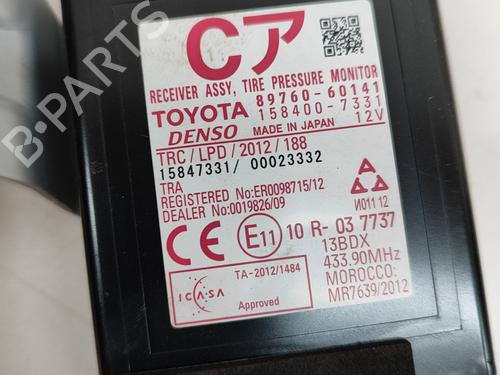 Cア
RECEIVER ASSY, TIRE PRESSURE MONITOR
TOYOTA 89760-60141
158400-7331
DENSO MADE IN JAPAN 12V
TRC/LPD/2012/188
15847331/ 00023332
TRA
REGISTERED No:ER0098715/12
DEALER No:0019826/09
И011 12
CE E11 10 R- 03 7737
13BDX
433.90MHz
MOROCCO:
MR7639/2012
TA-2012/1484
ICASA
Approved
B-PARTS